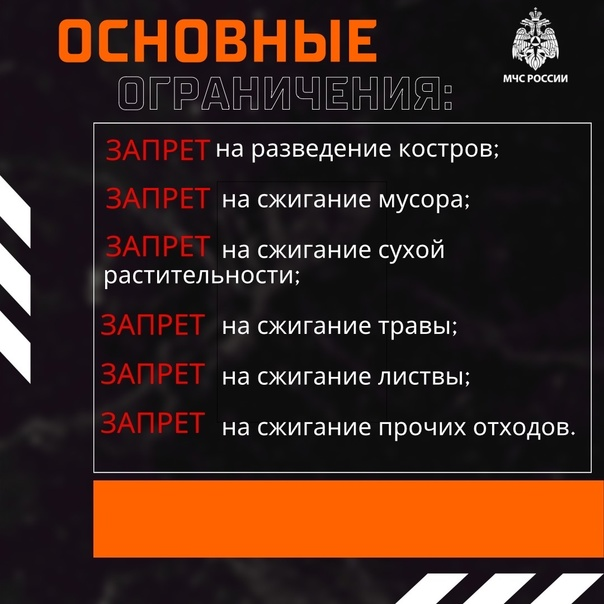 ОСНОВНЫЕ
ОГРАНИЧЕНИЯ:
МЧС РОССИИ
ЗАПРЕТ на разведение костров;
ЗАПРЕТ на сжигание мусора;
ЗАПРЕТ на сжигание сухой
растительности;
ЗАПРЕТ на сжигание травы;
ЗАПРЕТ на сжигание листвы;
ЗАПРЕТ на сжигание прочих отходов.